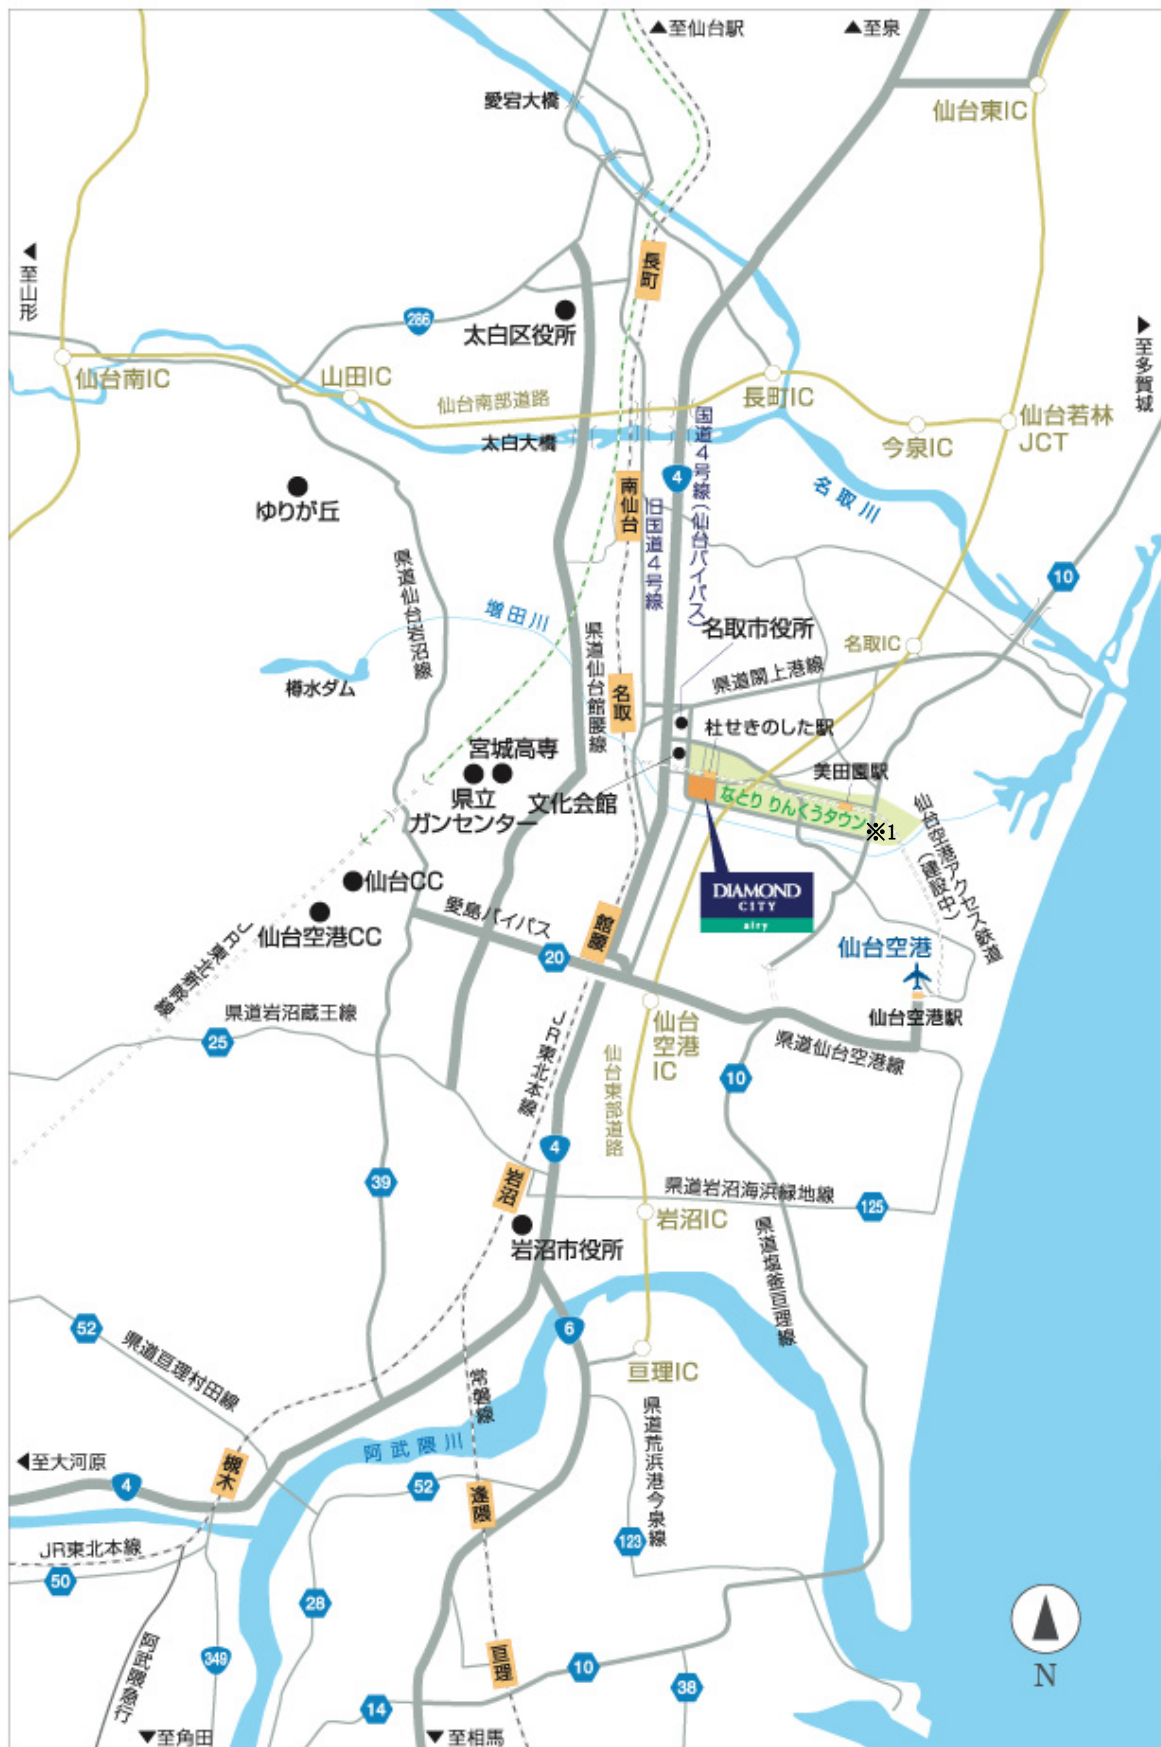 ▲至仙台駅
▲至泉
愛宕大橋
仙台東IC
▲至山形
長町
太白区役所
286
▶至多賀城
仙台南IC
山田IC
仙台南部道路
長町IC
仙台若林
JCT
今泉IC
太白大橋
国道4号線(仙台バイパス)
4
南仙台
旧国道4号線
名取川
ゆりが丘
県道仙台岩沼線
10
増田川
県道仙台館腰線
名取市役所
名取IC
樽水ダム
名取
県道閖上港線
杜せきのした駅
宮城高専
県立
ガンセンター
文化会館
美田園駅
なとり りんくうタウン
※1
仙台空港アクセス鉄道
(建設中)
DIAMOND
CITY
airy
仙台CC
仙台空港CC
愛島バイパス
館腰
20
仙台空港
JR東北新幹線
仙台空港駅
県道岩沼蔵王線
25
JR東北本線
仙台
空港
IC
県道仙台空港線
10
仙台東部道路
4
39
岩沼
県道岩沼海浜緑地線
125
岩沼IC
岩沼市役所
県道塩釜亘理線
52
県道亘理村田線
6
亘理IC
常磐線
県道荒浜港今泉線
阿武隈川
◀至大河原
4
槻木
52
逢隈
JR東北本線
50
123
28
阿武隈急行
349
亘理
10
38
14
N
▼至角田
▼至相馬